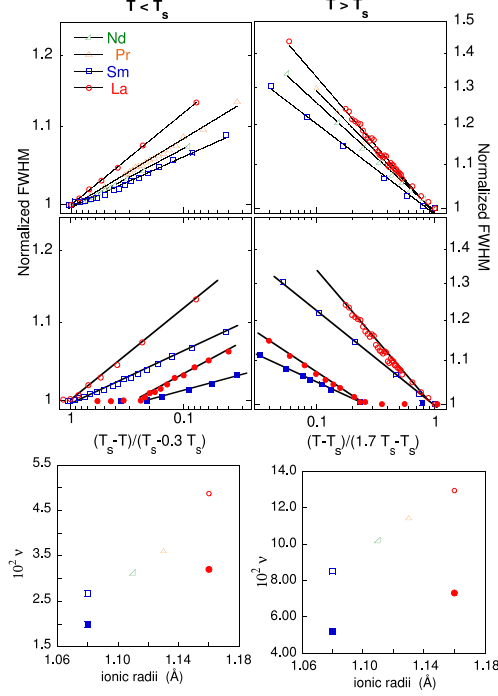 T < Ts
T > Ts
Nd
Pr
Sm
La
1.2
1.1
1
Normalized FWHM
1.5
1.4
1.3
1.2
1.1
1
Normalized FWHM
1.2
1.1
1
1 0.1
(Ts-T)/(Ts-0.3 Ts)
1.3
1.2
1.1
1
0.1 1
(T-Ts)/(1.7 Ts-Ts)
5.5
4.5
3.5
2.5
1.5
10² ν
1.06 1.10 1.14 1.18
ionic radii (Å)
14.0
12.0
10.0
8.00
6.00
4.00
10² ν
1.06 1.10 1.14 1.18
ionic radii (Å)